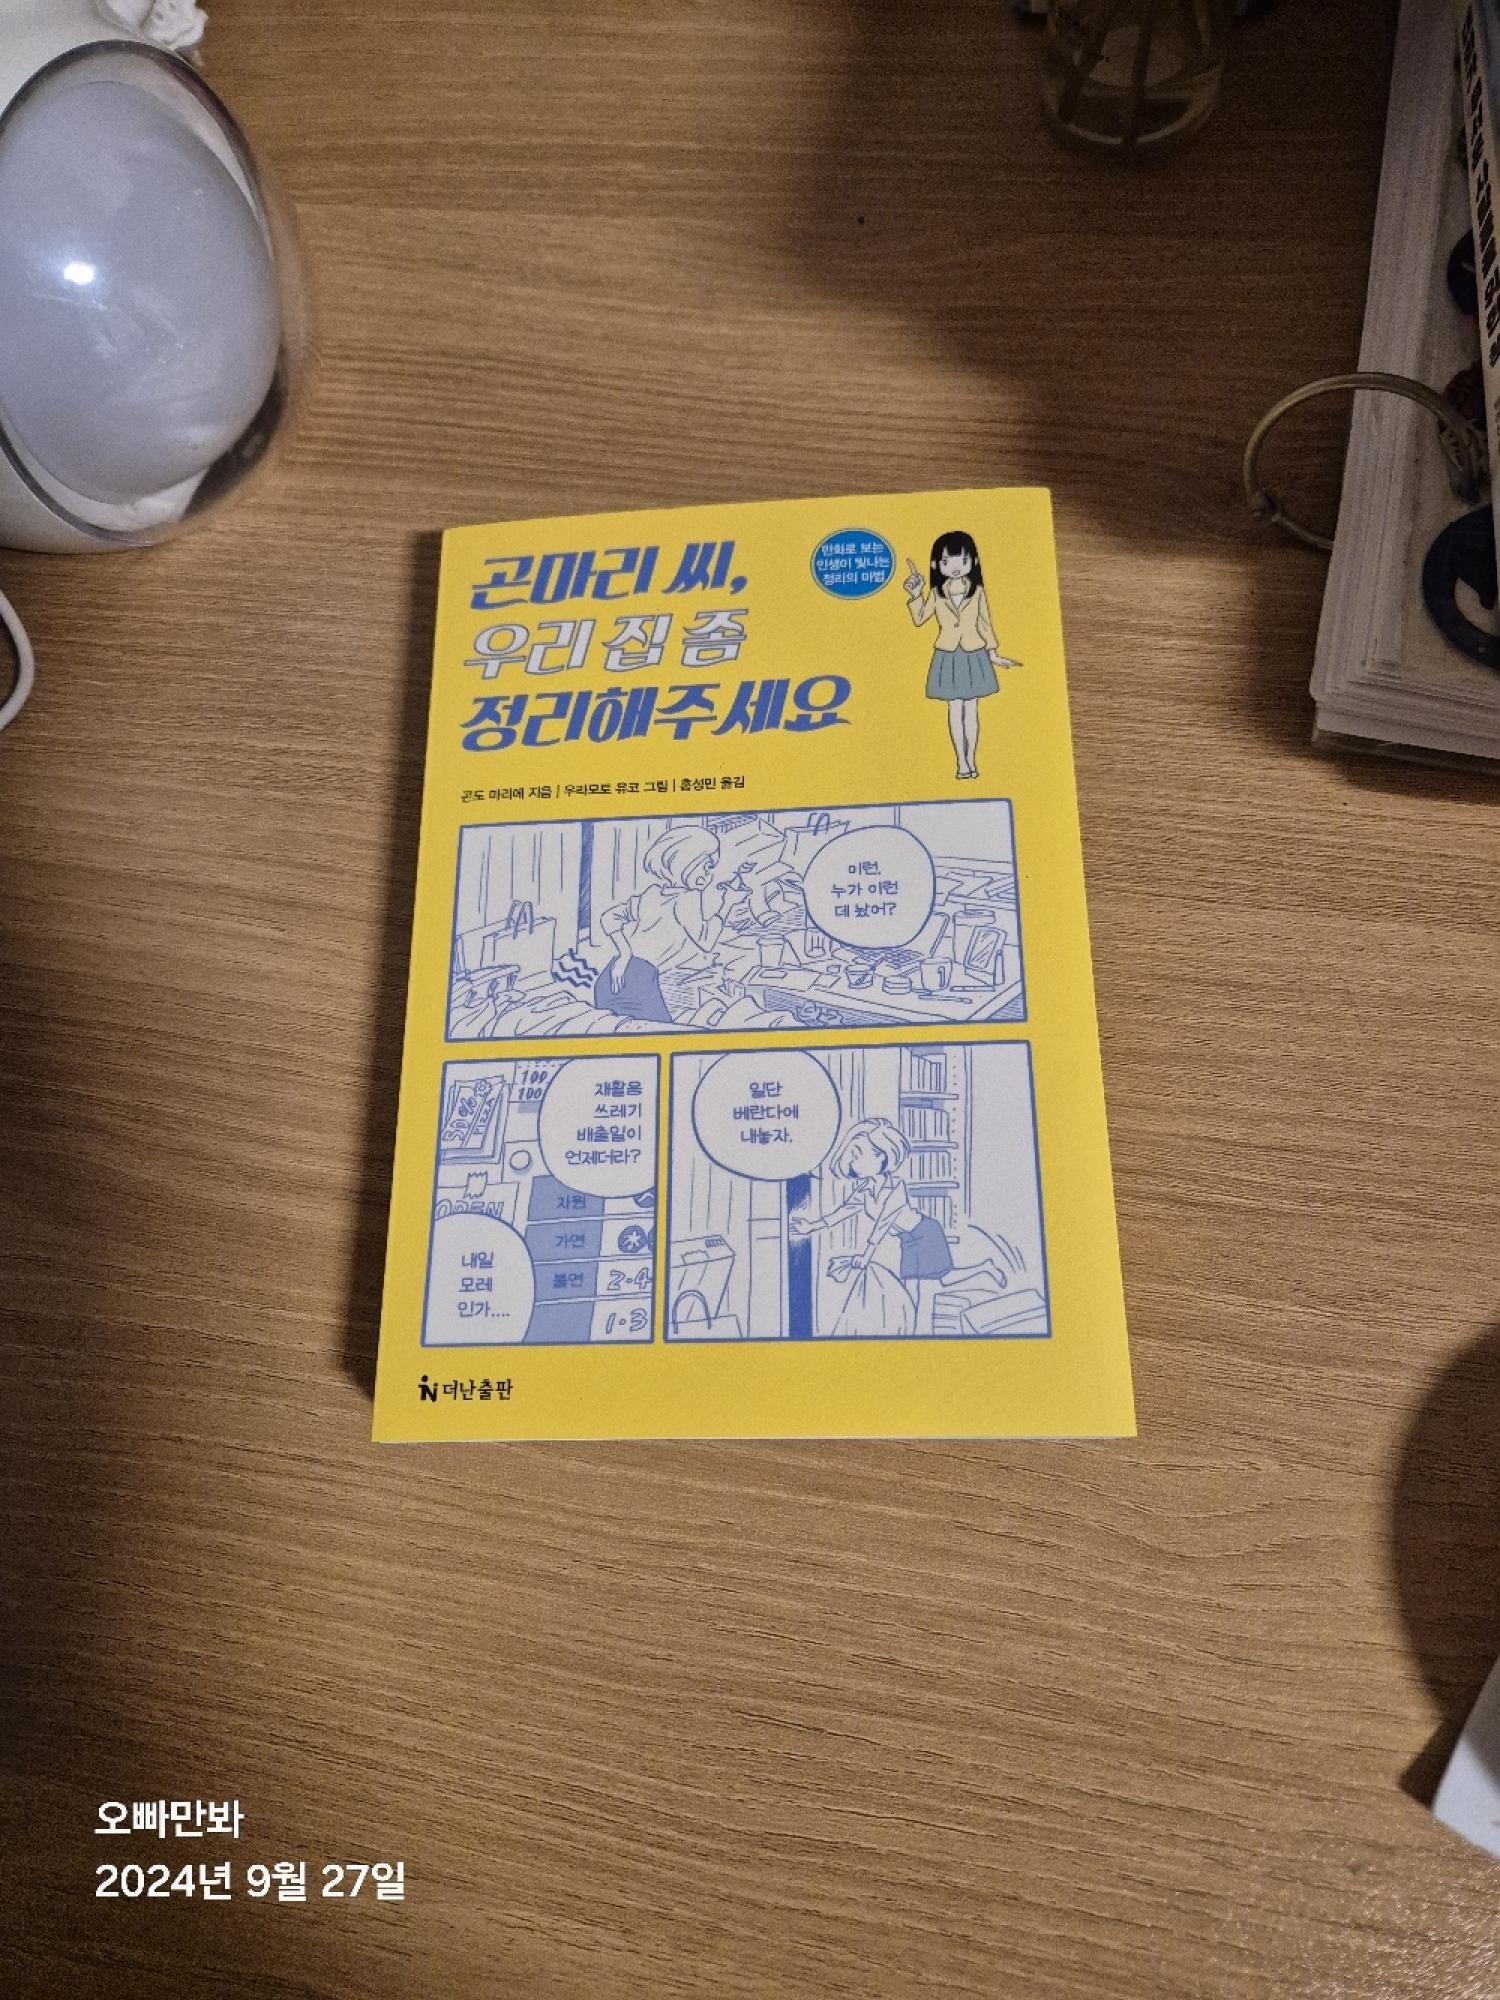 곤마리 씨,
우리 집 좀
정리해주세요
만화로 보는
인생이 빛나는
정리의 마법
곤도 마리에 지음 | 우라모토 유코 그림 | 홍성민 옮김
이런,
누가 이런
데 놨어?
100
100
50%
PIZZA
재활용
쓰레기
배출일이
언제더라?
OPEN
자원
가연
水
불연
2·4
1·3
내일
모레
인가....
일단
베란다에
내놓자.
더난출판
오빠만봐
2024년 9월 27일